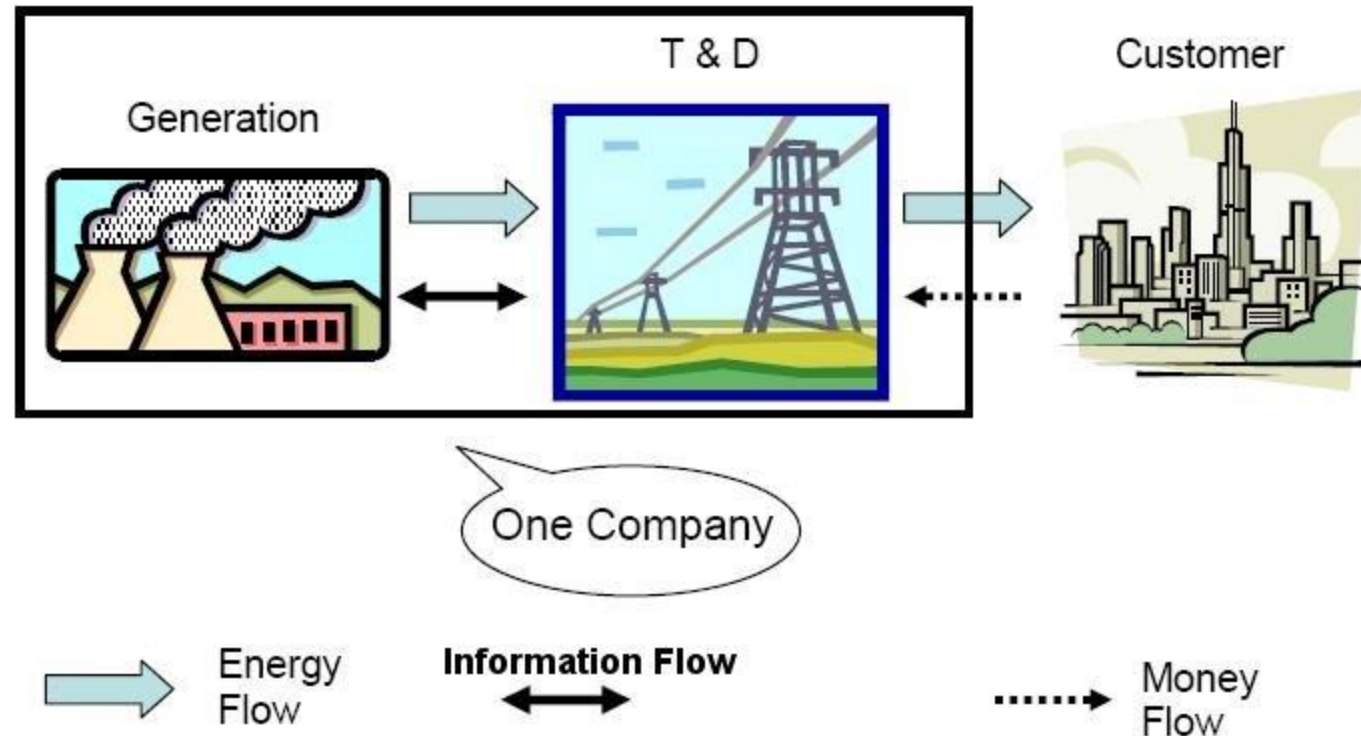 T & D
Customer
Generation
One Company
Energy
Flow
Information Flow
Money
Flow